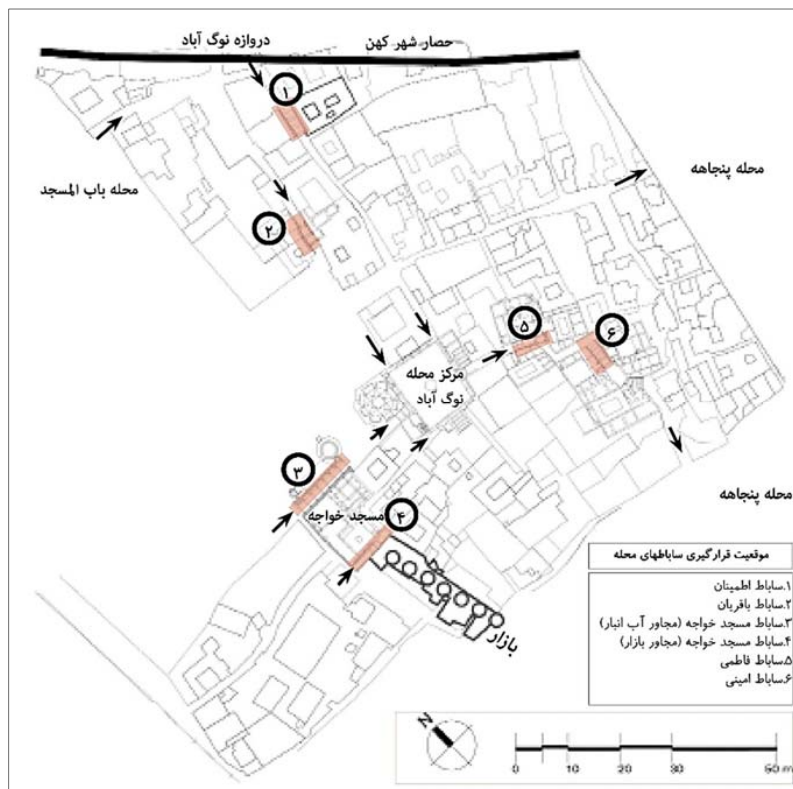 حصار شهر کهن
دروازه نوگ آباد
۱
محله باب المسجد
محله پنجاهه
۲
۵
۶
مرکز محله
نوگ آباد
۳
مسجد خواجه
۴
محله پنجاهه
بازار
موقعیت قرارگیری ساباطهای محله
۱.ساباط اطمینان
۲.ساباط باقریان
۳.ساباط مسجد خواجه (مجاور آب انبار)
۴.ساباط مسجد خواجه (مجاور بازار)
۵.ساباط فاطمی
۶.ساباط امینی
N
0 10 20 30 50 m